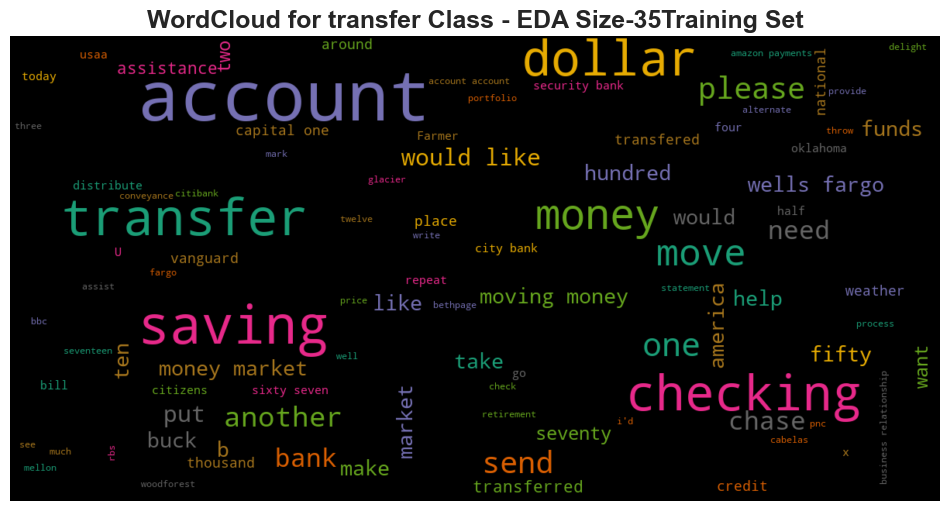 WordCloud for transfer Class - EDA Size-35Training Set
usaa
today
assistance
two
around
dollar
amazon payments
delight
account
account account
portfolio
security bank
please
national
provide
three
capital one
Farmer
transfered
four
alternate
throw
funds
mark
would like
hundred
oklahoma
distribute
conveyance
citibank
glacier
wells fargo
transfer
twelve
place
write
money
would
half
need
U
vanguard
city bank
move
fargo
assist
repeat
statement
america
bbc
saving
price
like
bethpage
moving money
help
weather
process
seventeen
ten
well
one
fifty
want
money market
take
go
bill
citizens
sixty seven
check
checking
business relationship
put
another
market
retirement
i'd
chase
pnc
buck
b
seventy
cabelas
see
much
rbs
thousand
bank
make
send
x
mellon
woodforest
transferred
credit